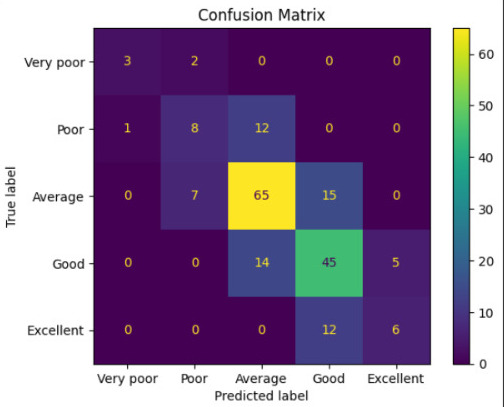 Confusion Matrix
Very poor 3 2 0 0 0
Poor 1 8 12 0 0
Average 0 7 65 15 0
Good 0 0 14 45 5
Excellent 0 0 0 12 6
Very poor Poor Average Good Excellent
Predicted label
True label
60
50
40
30
20
10
0